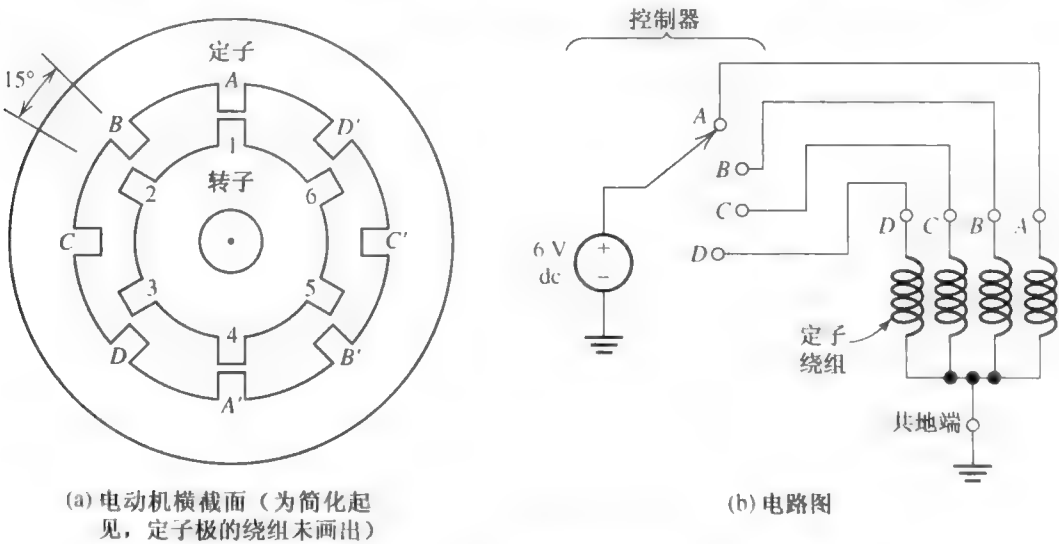 定子
A
15°
B
D'
1
转子
2
6
C
C'
3
5
4
D
B'
A'
(a) 电动机横截面（为简化起
见，定子极的绕组未画出）
控制器
A
B
C
D
6 V
dc
+
−
D
C
B
A
定子
绕组
共地端
(b) 电路图